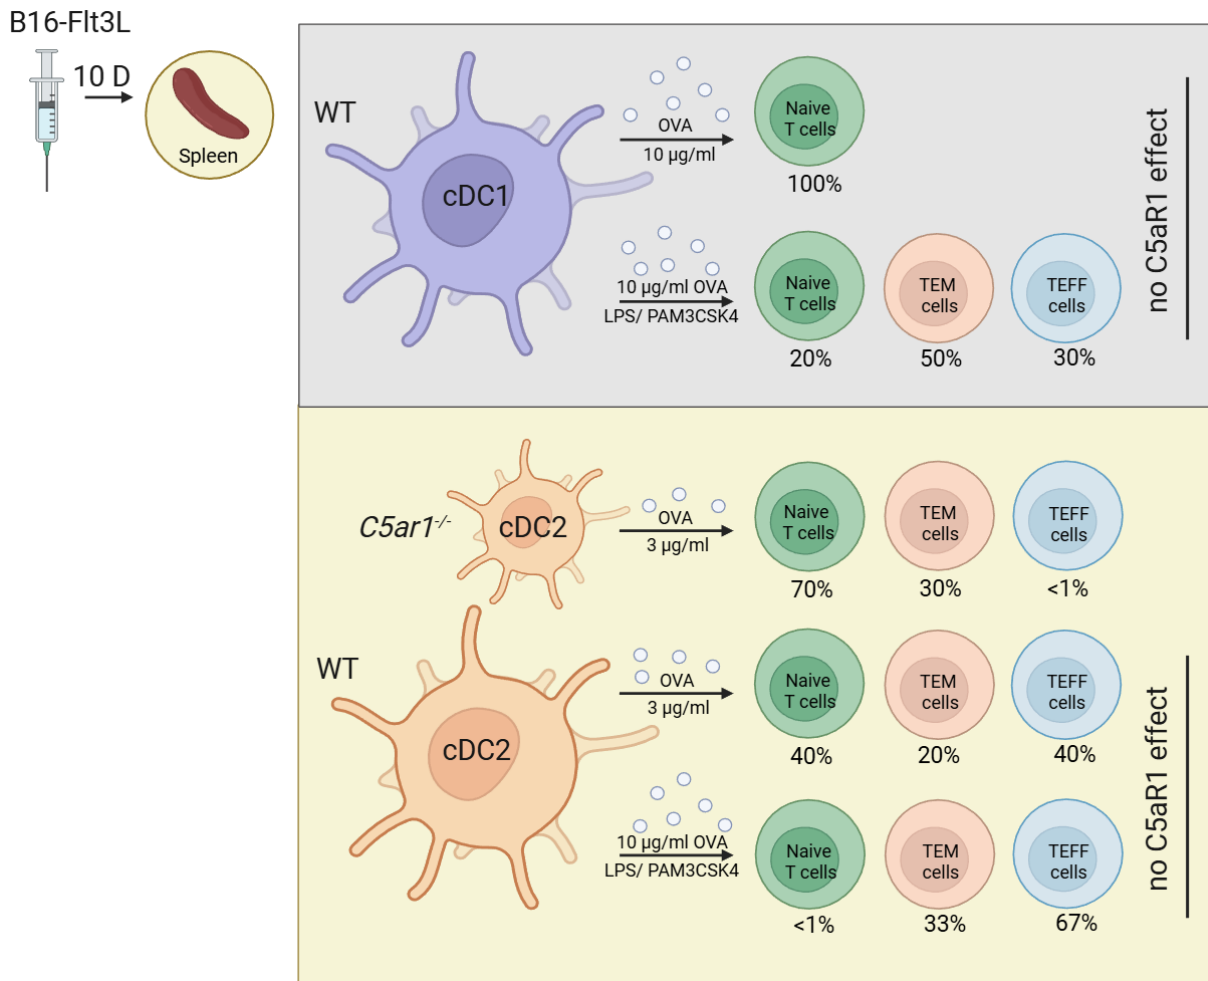 B16-Flt3L
10 D
Spleen
WT
cDC1
OVA
10 µg/ml
Naive
T cells
100%
10 µg/ml OVA
LPS/ PAM3CSK4
Naive
T cells
20%
TEM
cells
50%
TEFF
cells
30%
no C5aR1 effect
C5ar1-/-
cDC2
OVA
3 µg/ml
Naive
T cells
70%
TEM
cells
30%
TEFF
cells
<1%
WT
cDC2
OVA
3 µg/ml
Naive
T cells
40%
TEM
cells
20%
TEFF
cells
40%
10 µg/ml OVA
LPS/ PAM3CSK4
Naive
T cells
<1%
TEM
cells
33%
TEFF
cells
67%
no C5aR1 effect